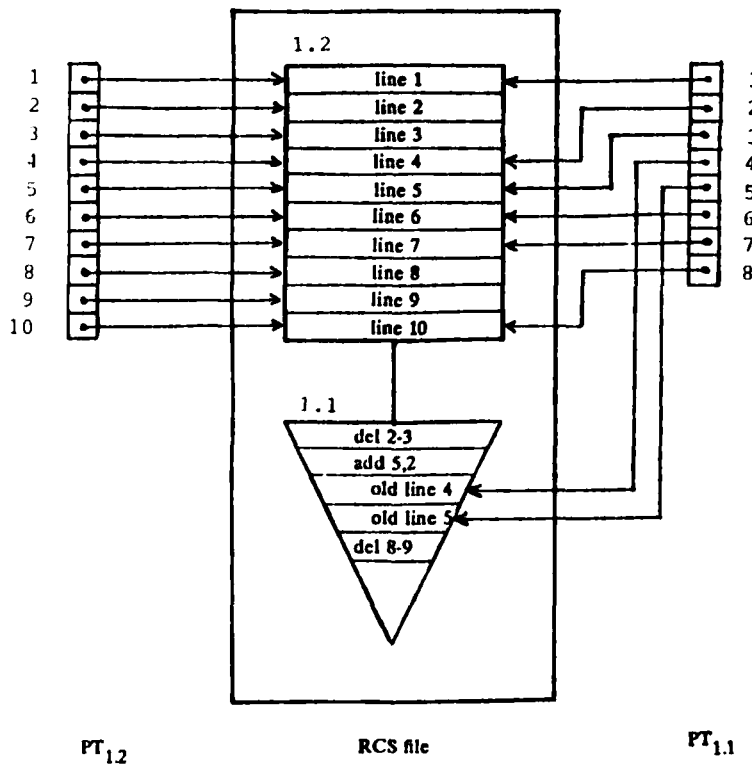 1.2
1 line 1 1
2 line 2 2
3 line 3 3
4 line 4 4
5 line 5 5
6 line 6 6
7 line 7 7
8 line 8 8
9 line 9
10 line 10
1.1
del 2-3
add 5,2
old line 4
old line 5
del 8-9
PT1.2 RCS file PT1.1